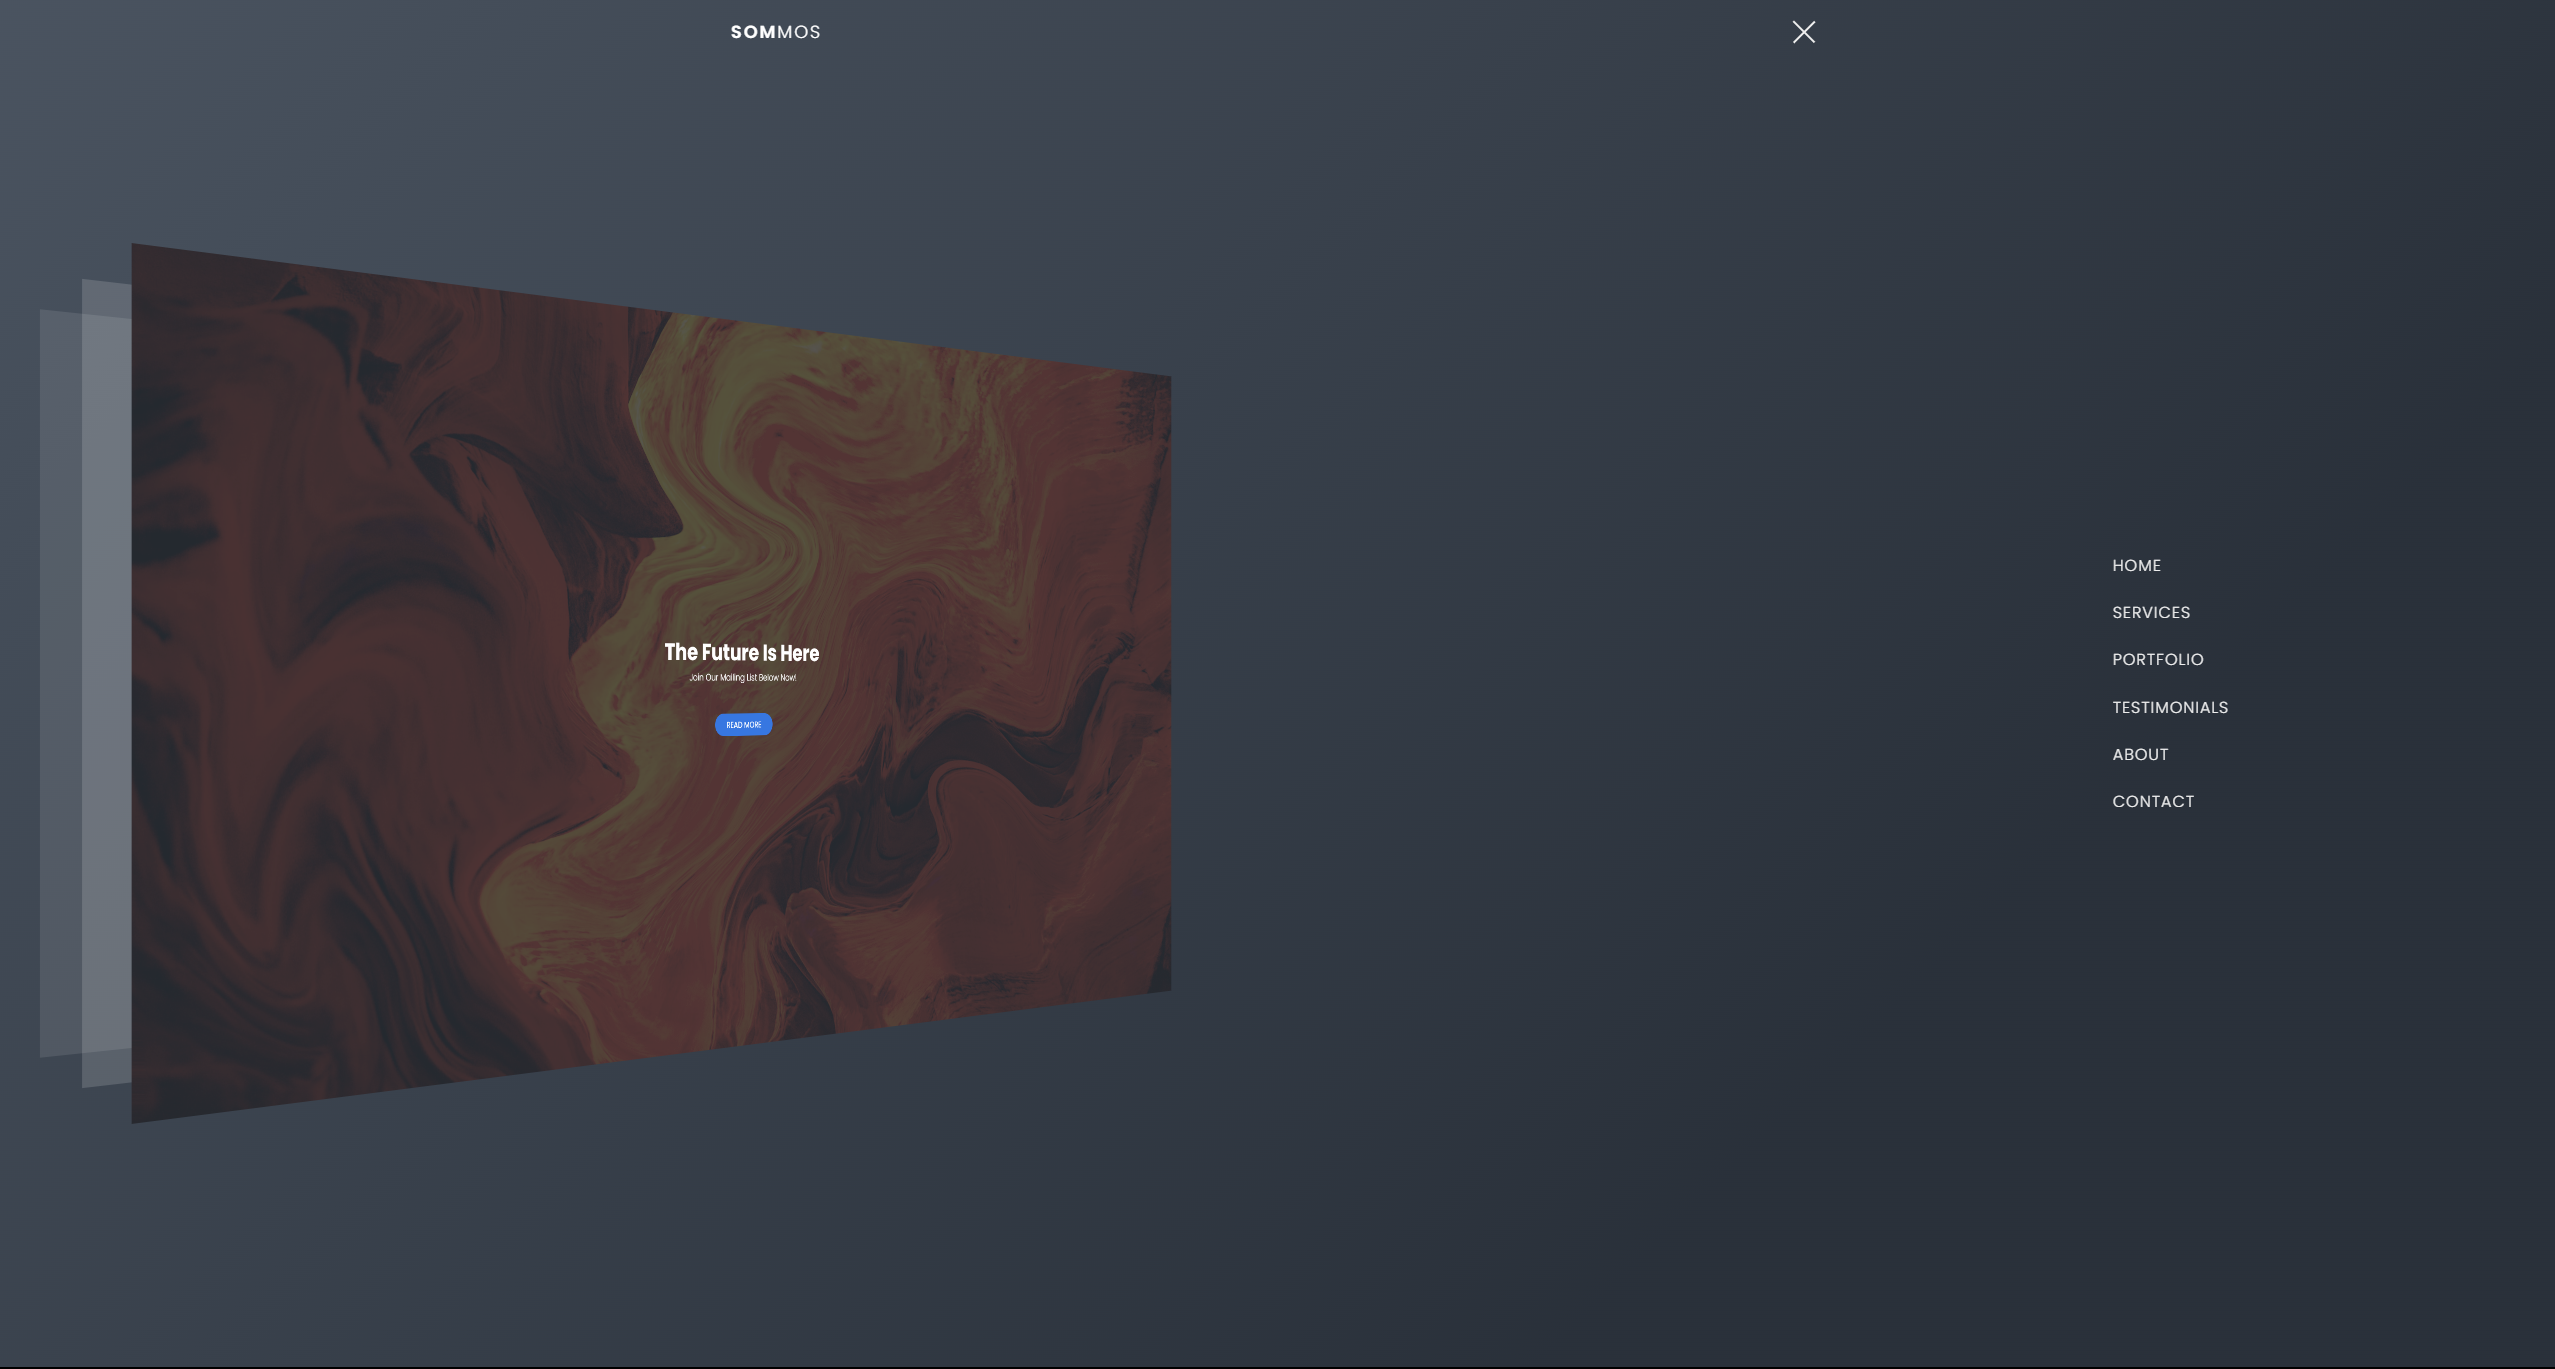 SOMMOS
The Future Is Here
Join Our Mailing List Below Now!
READ MORE
HOME
SERVICES
PORTFOLIO
TESTIMONIALS
ABOUT
CONTACT